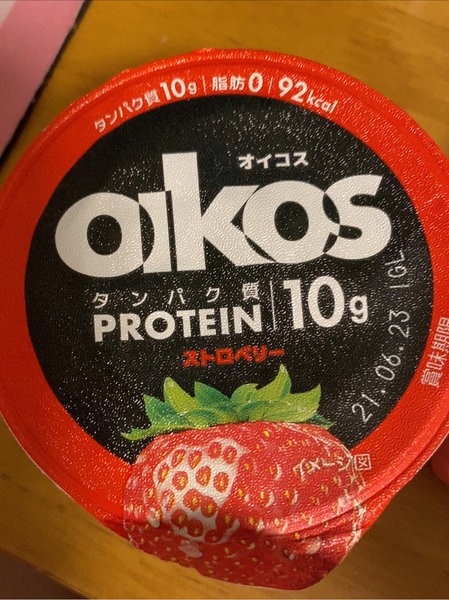 タンパク質10g | 脂肪0 | 92kcal
オイコス
oikos
タンパク質
PROTEIN | 10g
ストロベリー
21.06.23 IGL
賞味期限
イメージ図